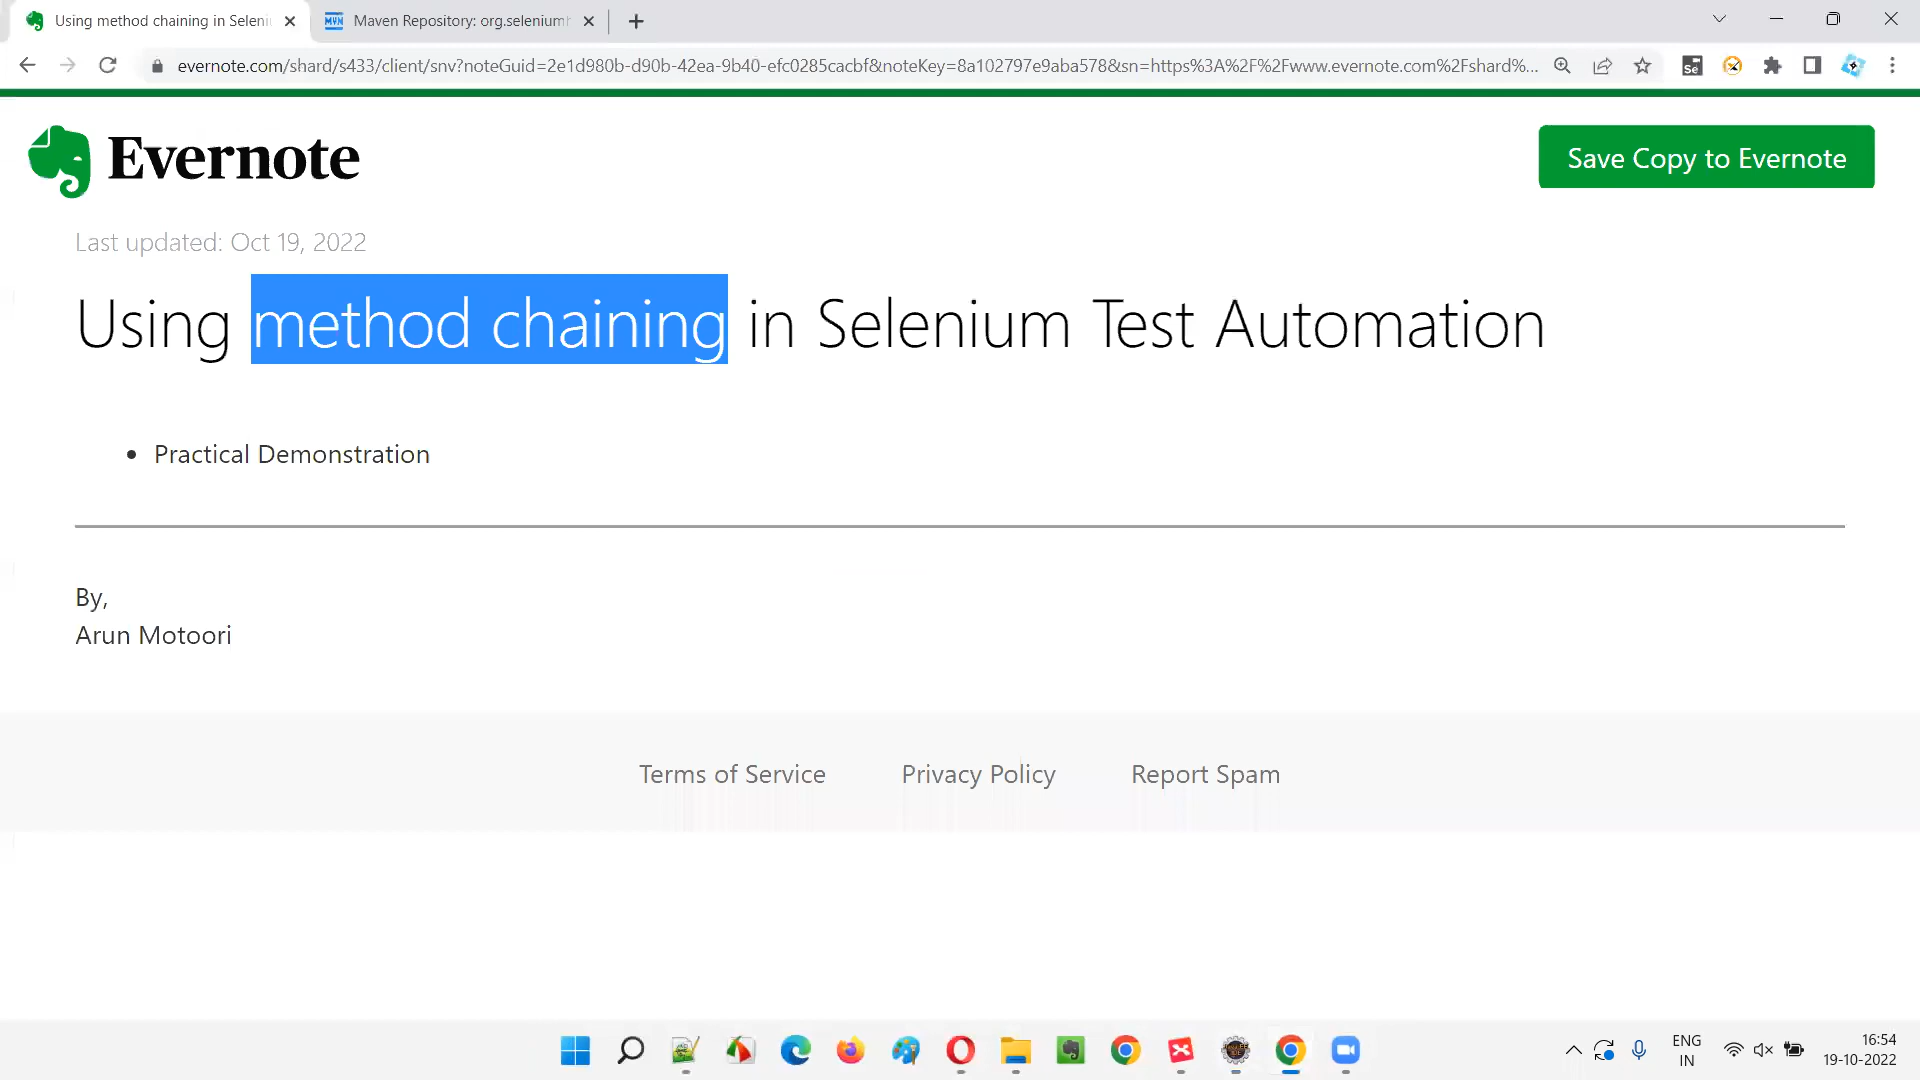 Using method chaining in Seleni
Maven Repository: org.seleniumh
evernote.com/shard/s433/client/snv?noteGuid=2e1d980b-d90b-42ea-9b40-efc0285cacbf&noteKey=8a102797e9aba578&sn=https%3A%2F%2Fwww.evernote.com%2Fshard%...
Evernote
Save Copy to Evernote
Last updated: Oct 19, 2022
Using method chaining in Selenium Test Automation
• Practical Demonstration
By,
Arun Motoori
Terms of Service Privacy Policy Report Spam
ENG
IN
16:54
19-10-2022